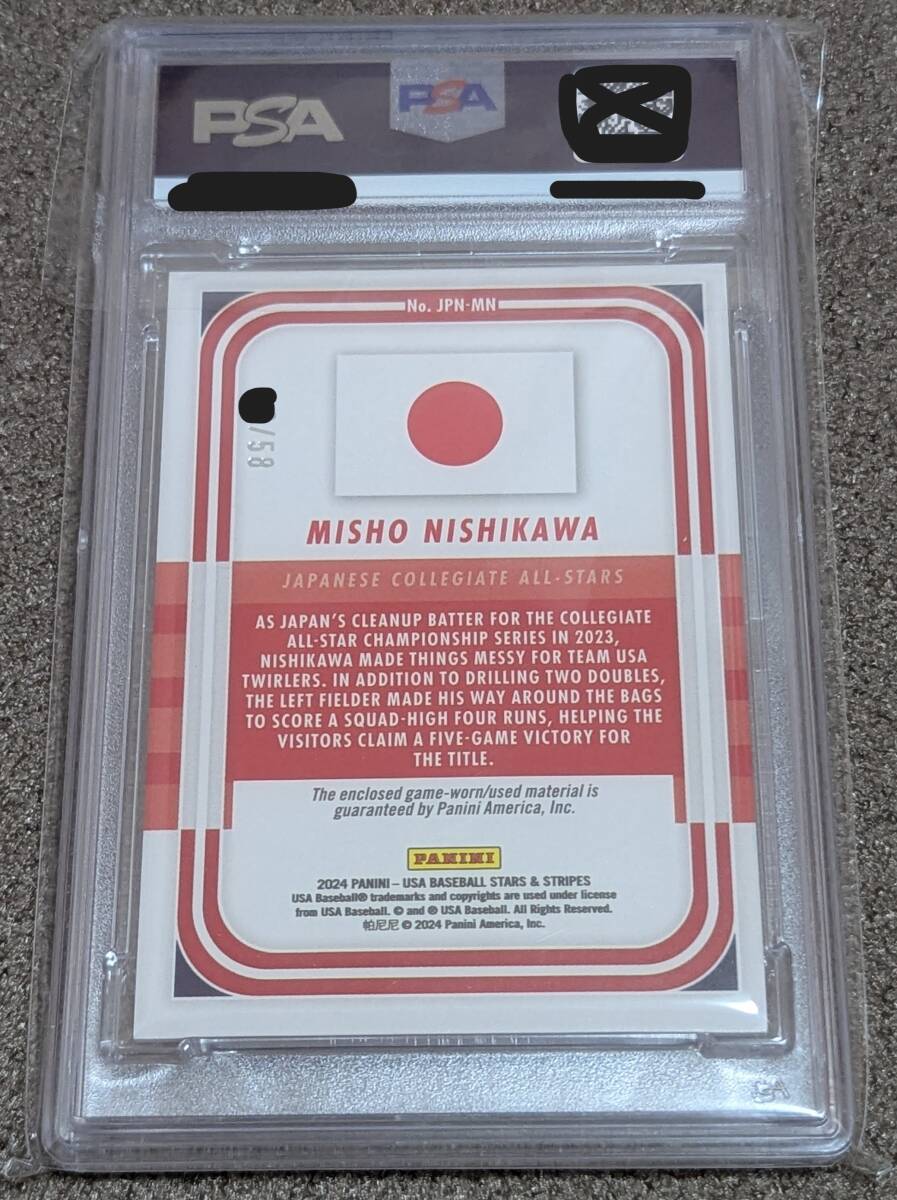 PSA
PSA
No. JPN-MN
/58
MISHO NISHIKAWA
JAPANESE COLLEGIATE ALL-STARS
AS JAPAN'S CLEANUP BATTER FOR THE COLLEGIATE
ALL-STAR CHAMPIONSHIP SERIES IN 2023,
NISHIKAWA MADE THINGS MESSY FOR TEAM USA
TWIRLERS. IN ADDITION TO DRILLING TWO DOUBLES,
THE LEFT FIELDER MADE HIS WAY AROUND THE BAGS
TO SCORE A SQUAD-HIGH FOUR RUNS, HELPING THE
VISITORS CLAIM A FIVE-GAME VICTORY FOR
THE TITLE.
The enclosed game-worn/used material is
guaranteed by Panini America, Inc.
PANINI
2024 PANINI – USA BASEBALL STARS & STRIPES
USA Baseball® trademarks and copyrights are used under license
from USA Baseball. © and ® USA Baseball. All Rights Reserved.
帕尼尼 © 2024 Panini America, Inc.
PSA